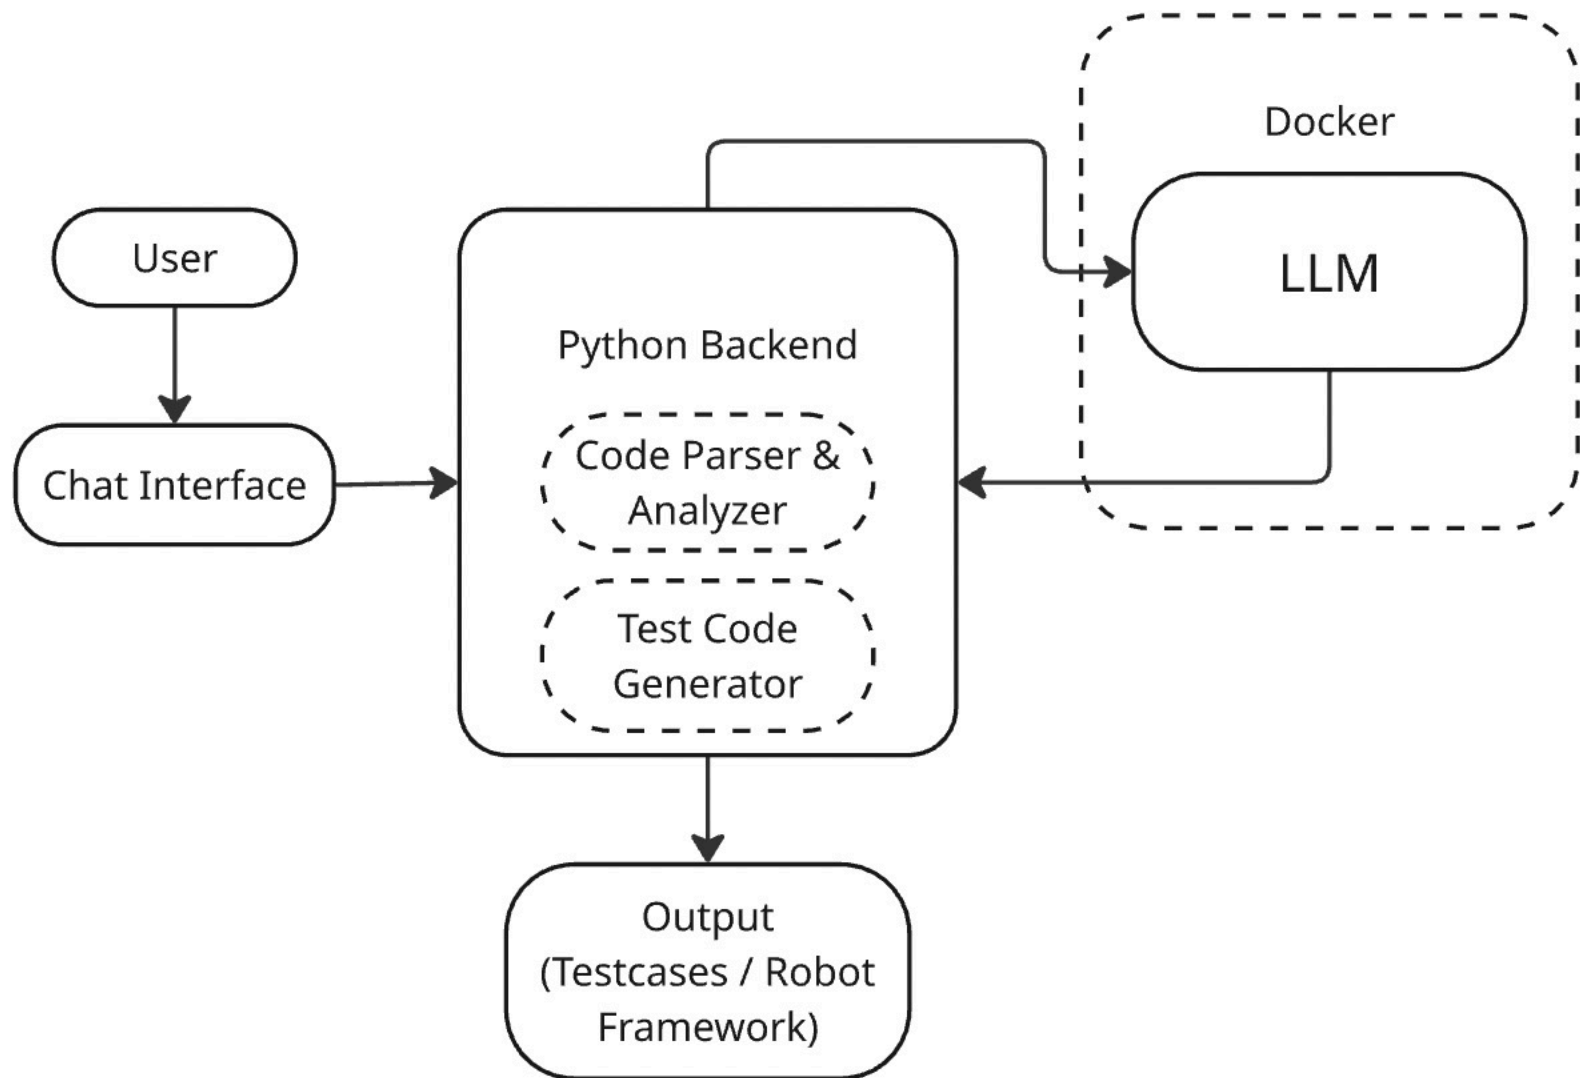 User
Chat Interface
Python Backend
Code Parser &
Analyzer
Test Code
Generator
Docker
LLM
Output
(Testcases / Robot
Framework)